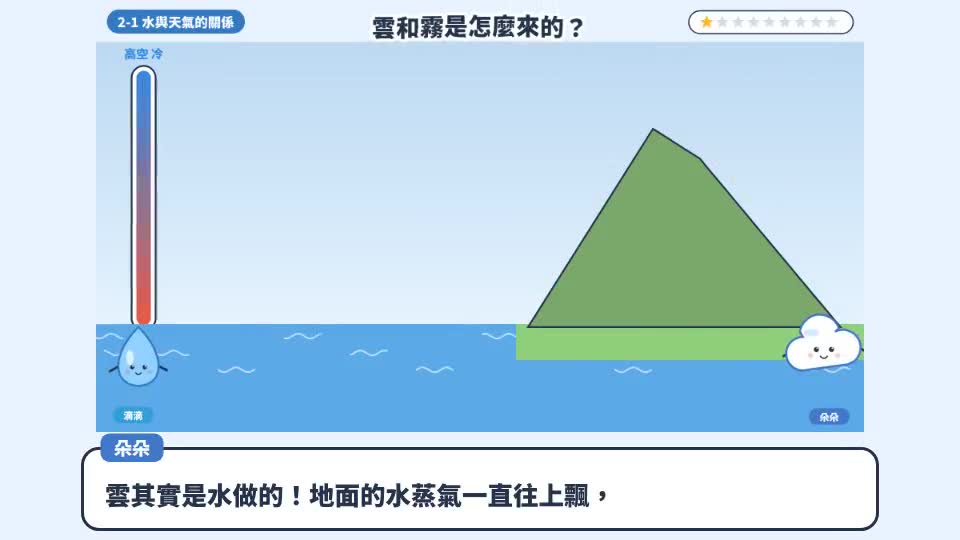 2-1 水與天氣的關係
雲和霧是怎麼來的？
高空 冷
滴滴
朵朵
朵朵
雲其實是水做的！地面的水蒸氣一直往上飄，